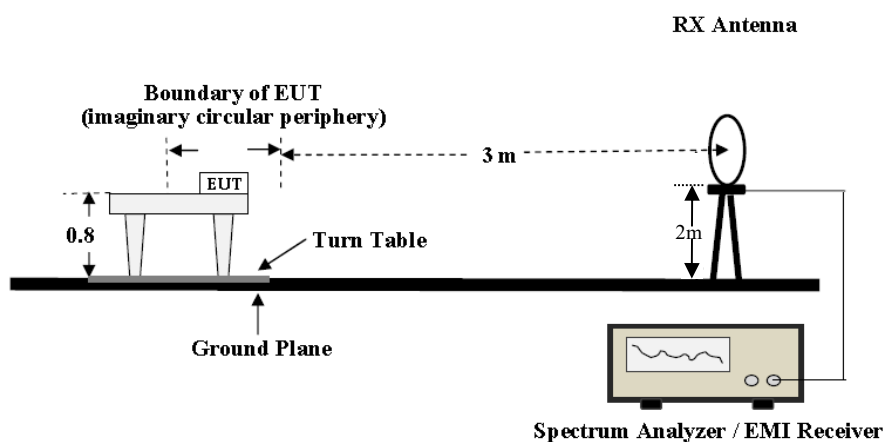 RX Antenna
Boundary of EUT
(imaginary circular periphery)
3 m
EUT
0.8
2m
Turn Table
Ground Plane
Spectrum Analyzer / EMI Receiver